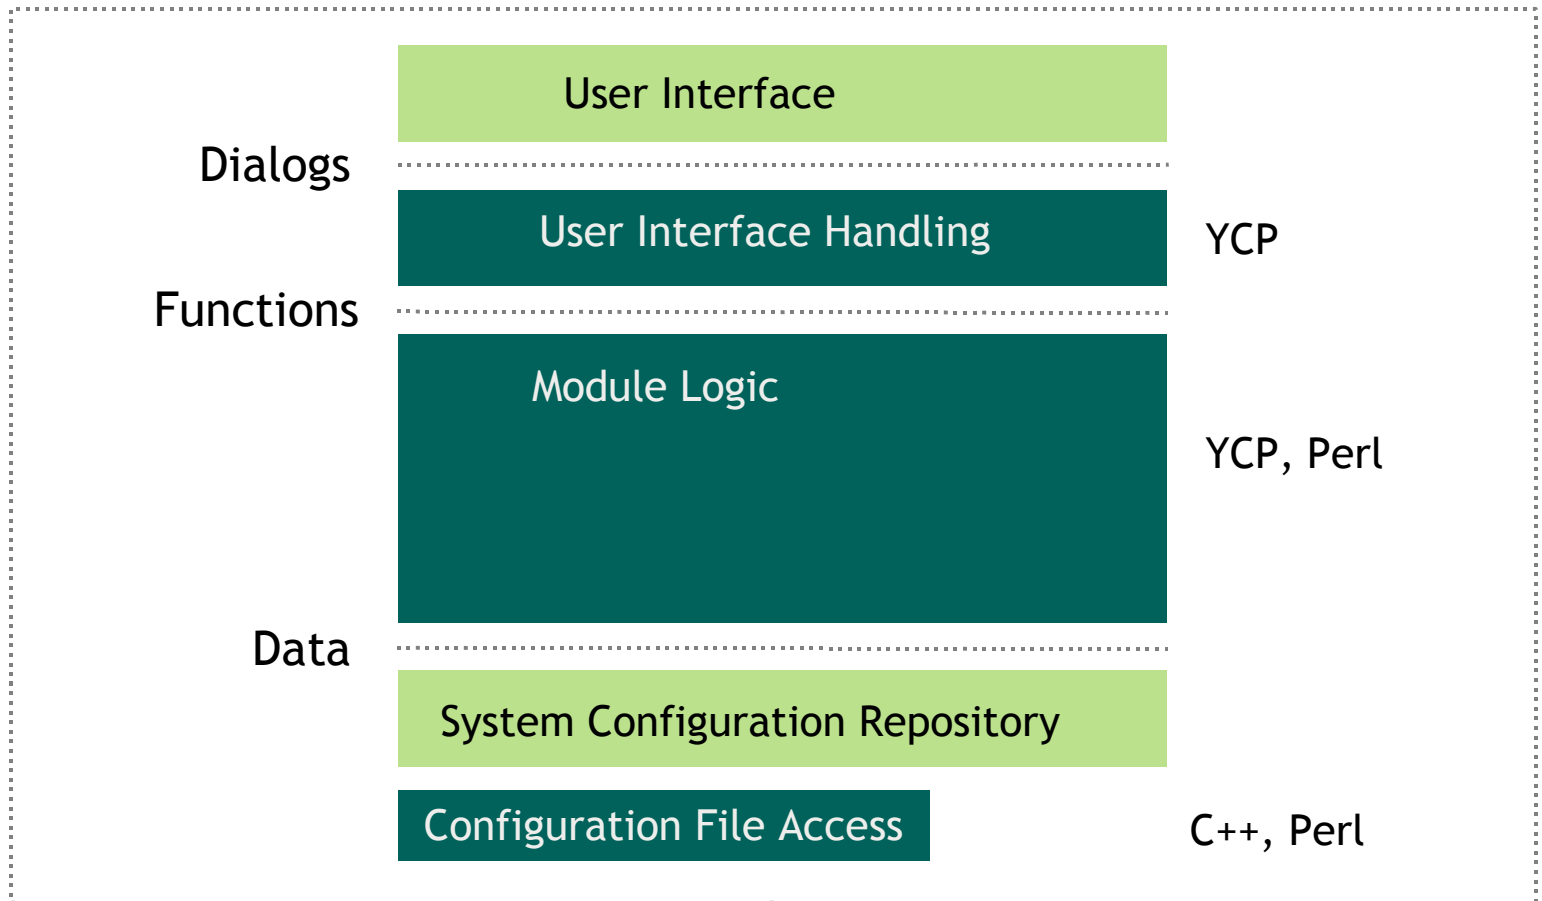 User Interface
Dialogs
User Interface Handling
YCP
Functions
Module Logic
YCP, Perl
Data
System Configuration Repository
Configuration File Access
C++, Perl